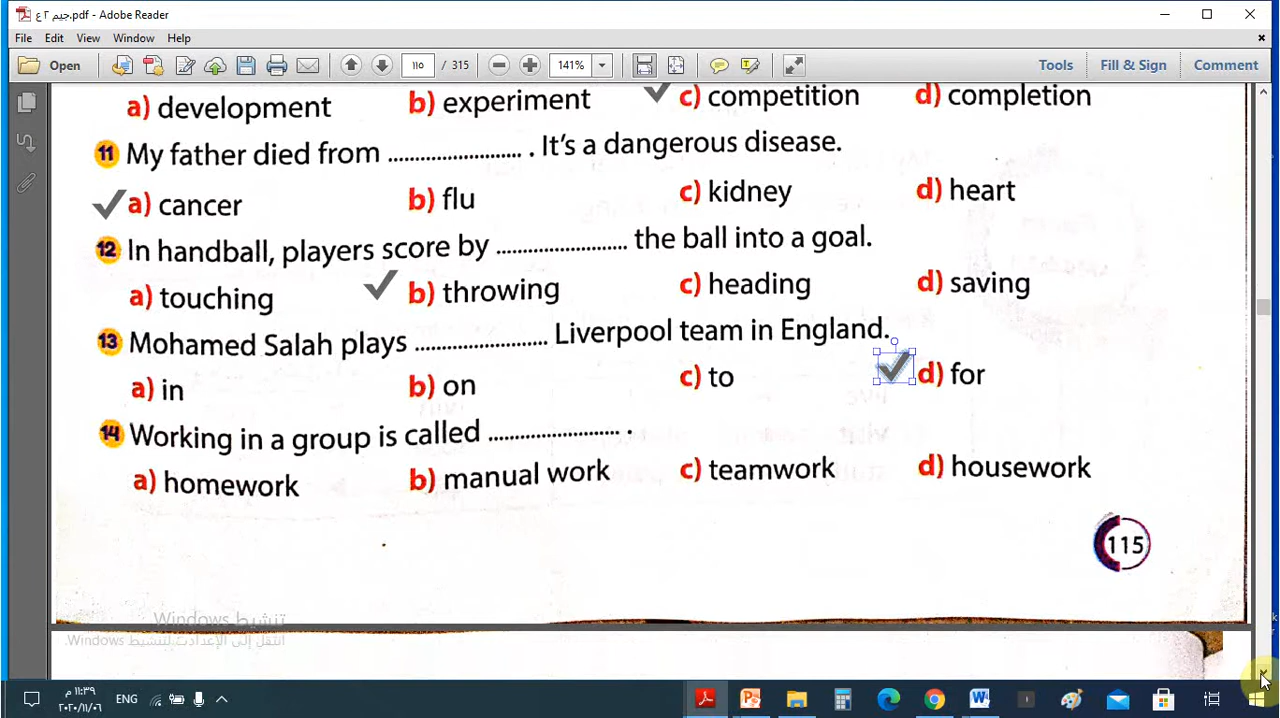 جيم ٢ ع.pdf - Adobe Reader
File Edit View Window Help
Open ١١٥ / 315 141% Tools Fill & Sign Comment
a) development b) experiment c) competition d) completion
11 My father died from .......................... . It's a dangerous disease.
a) cancer b) flu c) kidney d) heart
12 In handball, players score by .......................... the ball into a goal.
a) touching b) throwing c) heading d) saving
13 Mohamed Salah plays .......................... Liverpool team in England.
a) in b) on c) to d) for
14 Working in a group is called .......................... .
a) homework b) manual work c) teamwork d) housework
115
تنشيط Windows
انتقل إلى الإعدادات لتنشيط Windows.
ENG ١١:٣٩ م
٢٠٢٠/١١/٠٦